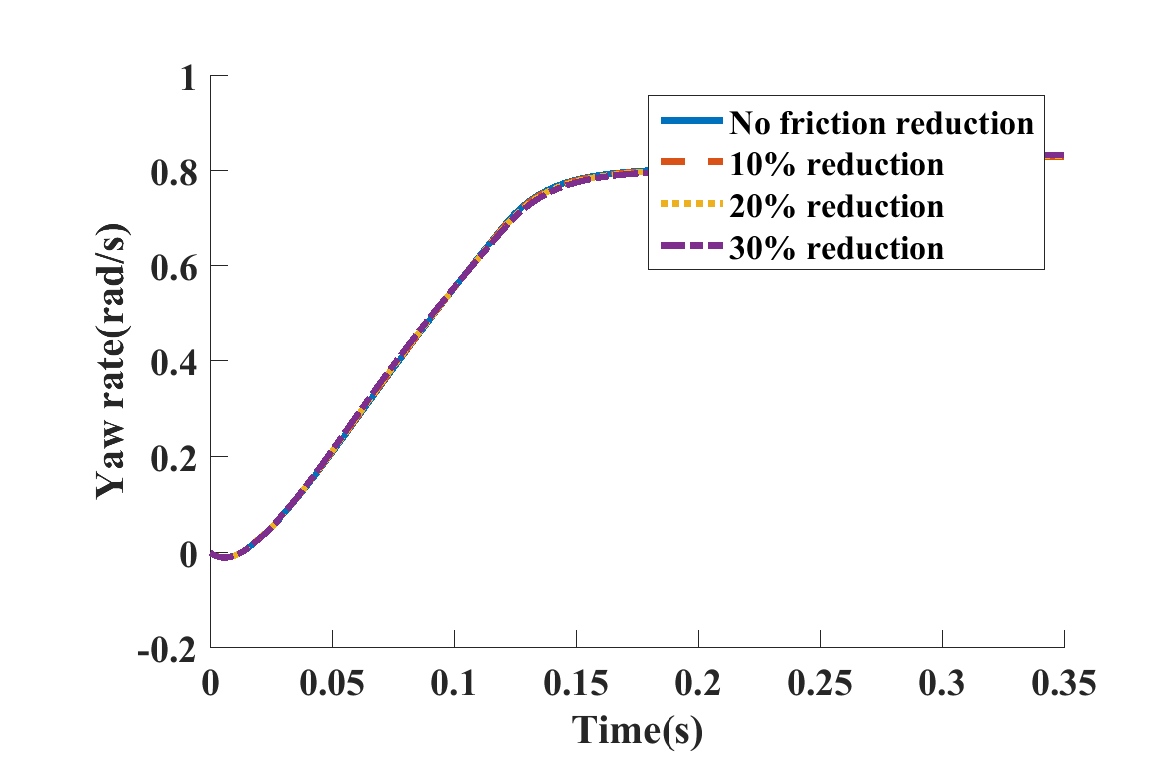 1
0.8
0.6
0.4
0.2
0
-0.2
Yaw rate(rad/s)
No friction reduction
10% reduction
20% reduction
30% reduction
0 0.05 0.1 0.15 0.2 0.25 0.3 0.35
Time(s)